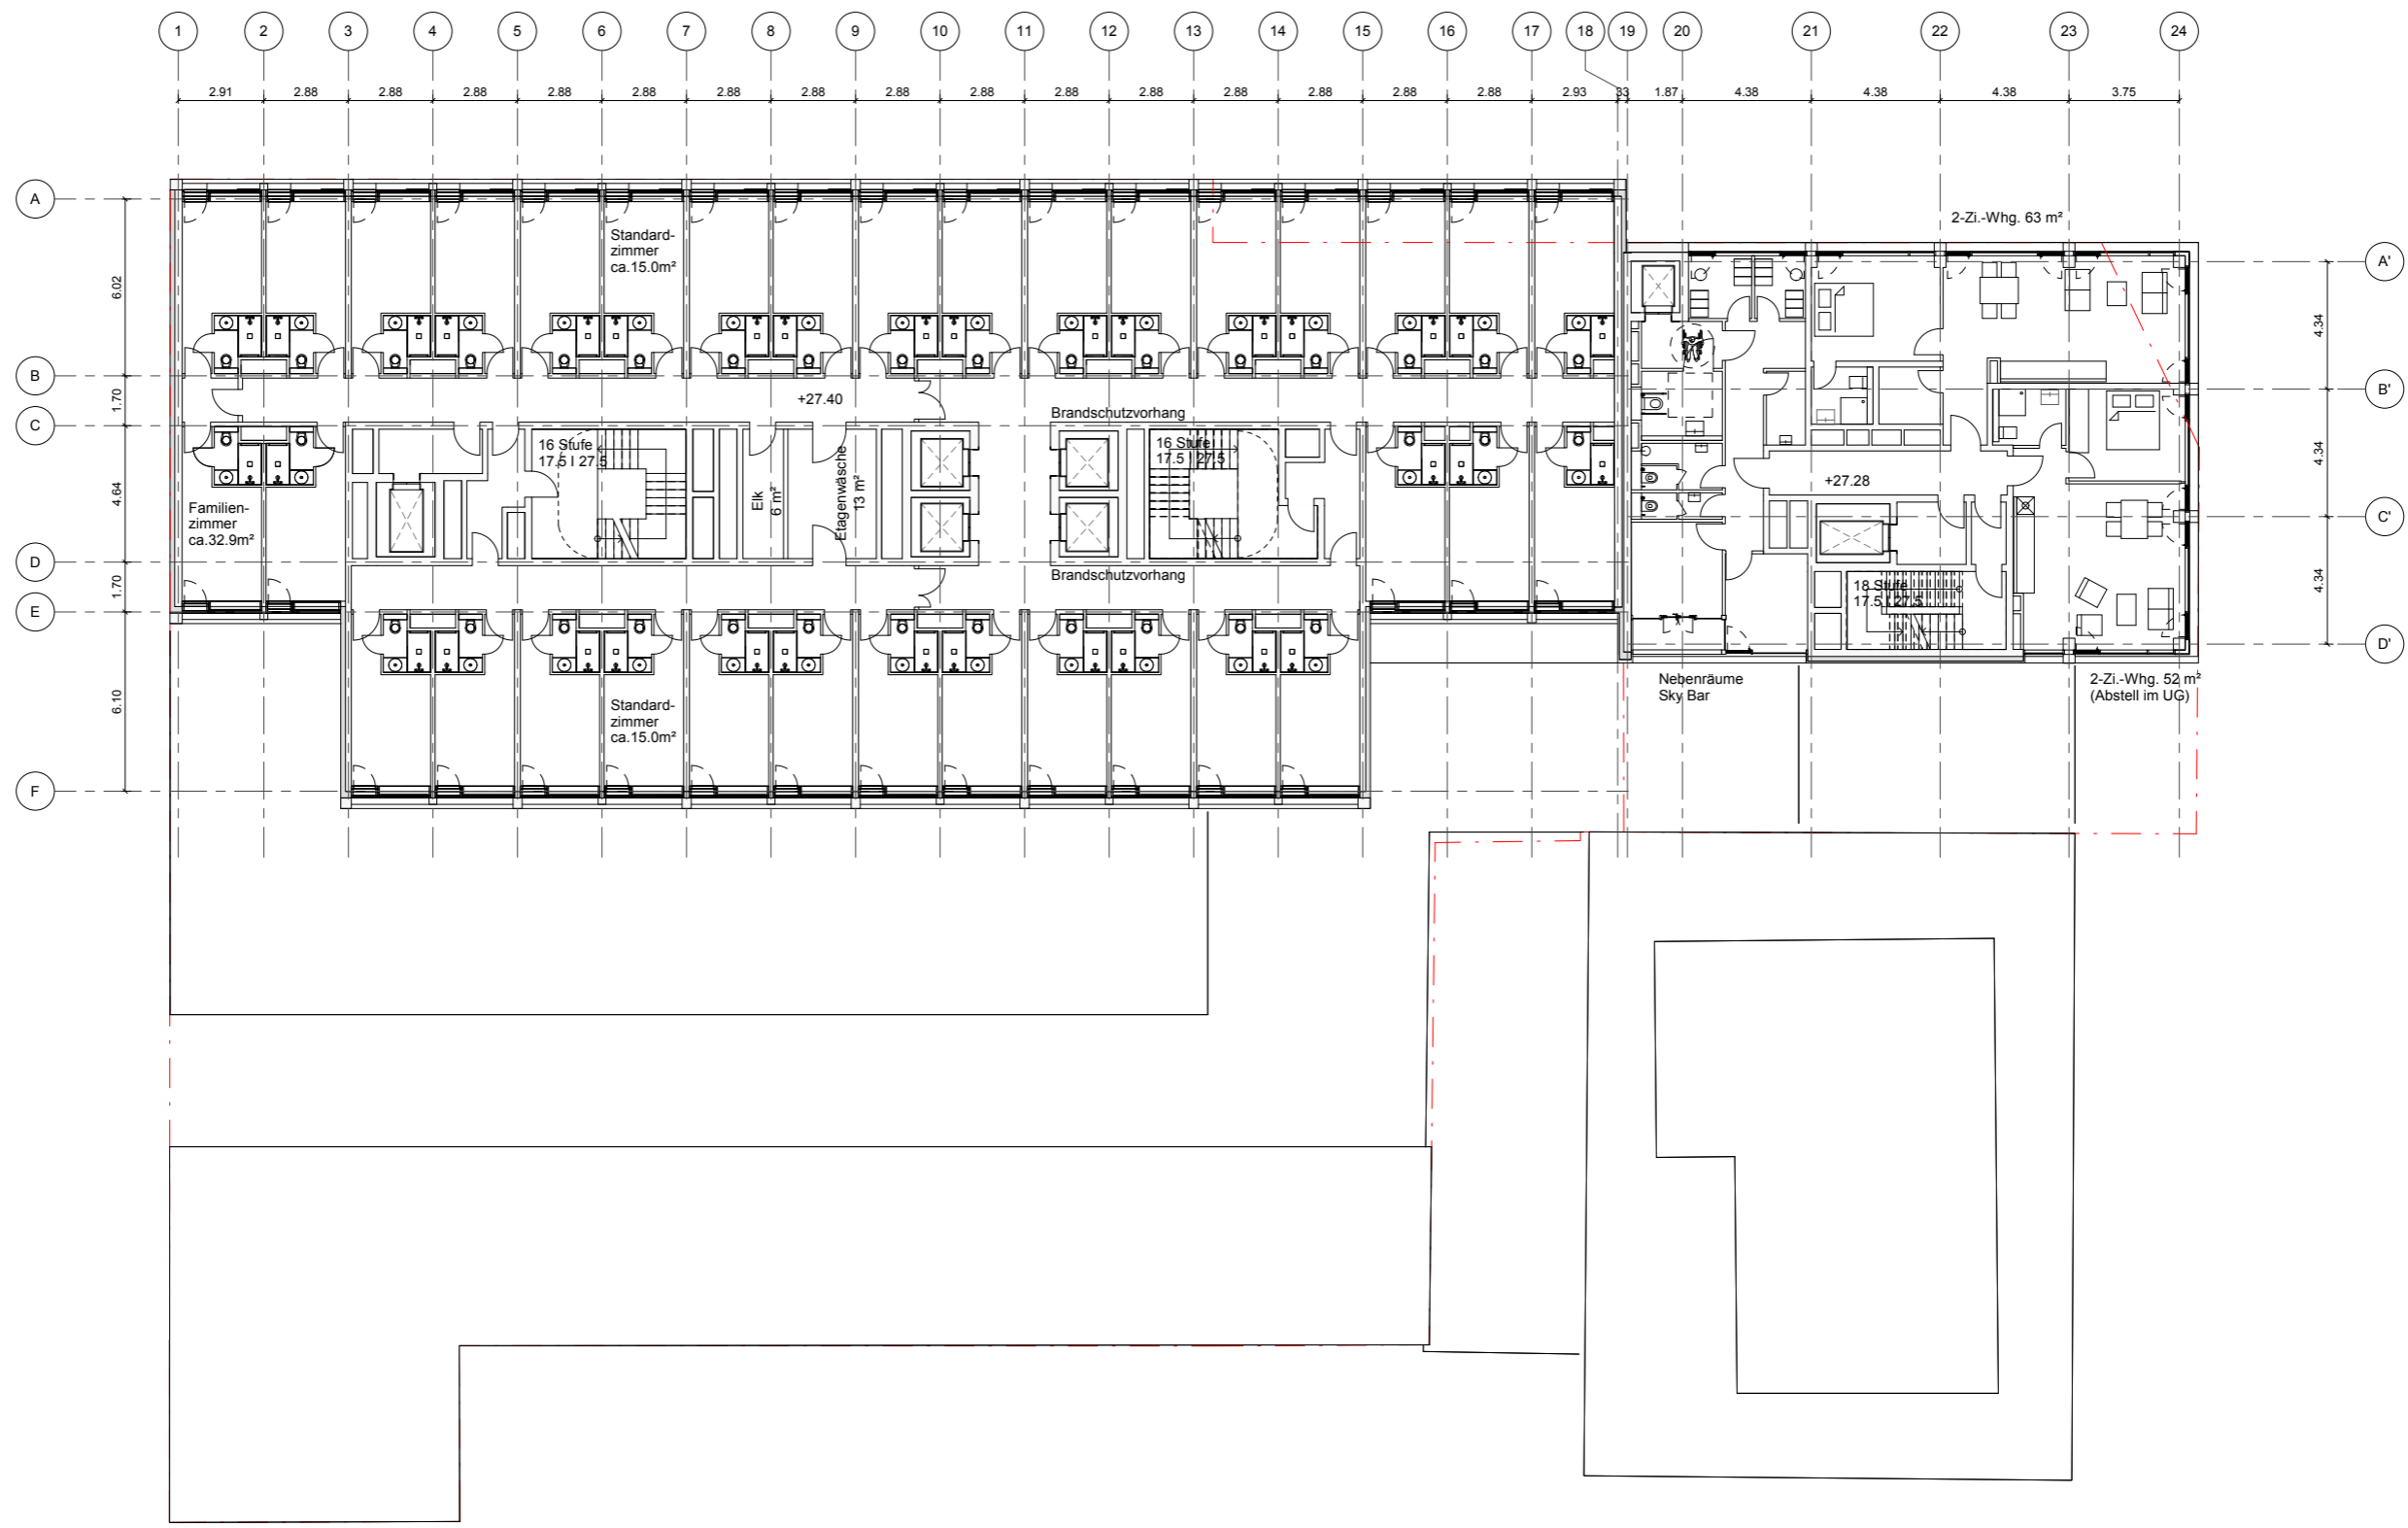 1 2 3 4 5 6 7 8 9 10 11 12 13 14 15 16 17 18 19 20 21 22 23 24
2.91 2.88 2.88 2.88 2.88 2.88 2.88 2.88 2.88 2.88 2.88 2.88 2.88 2.88 2.88 2.88 2.93 33 1.87 4.38 4.38 4.38 3.75
A
2-Zi.-Whg. 63 m²
Standard-
zimmer
ca.15.0m²
A'
6.02
4.34
B
B'
1.70
+27.40
Brandschutzvorhang
C
16 Stufe
17.5 I 27.5
Elk
6 m²
Etagenwäsche
13 m²
16 Stufe
17.5 I 27.5
4.34
+27.28
4.64
Familien-
zimmer
ca.32.9m²
C'
D
Brandschutzvorhang
1.70
18 Stufe
17.5 I 27.5
4.34
E
D'
Nebenräume
Sky Bar
2-Zi.-Whg. 52 m²
(Abstell im UG)
6.10
Standard-
zimmer
ca.15.0m²
F